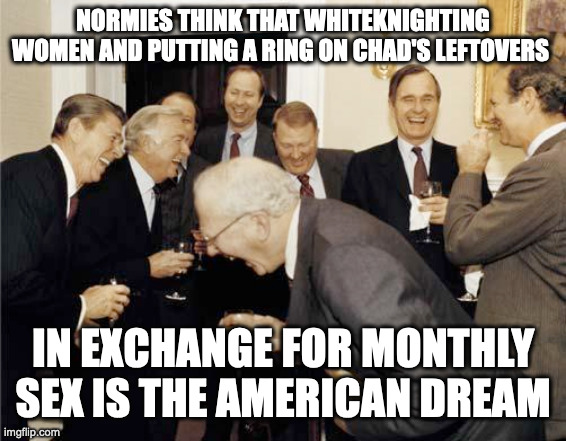 NORMIES THINK THAT WHITEKNIGHTING
WOMEN AND PUTTING A RING ON CHAD'S LEFTOVERS
IN EXCHANGE FOR MONTHLY
SEX IS THE AMERICAN DREAM
imgflip.com